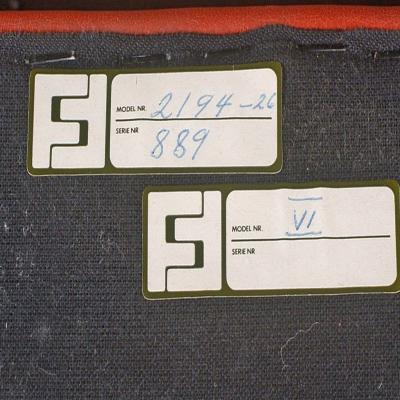 MODEL NR. 2194-26
SERIE NR 889
MODEL NR. VI
SERIE NR